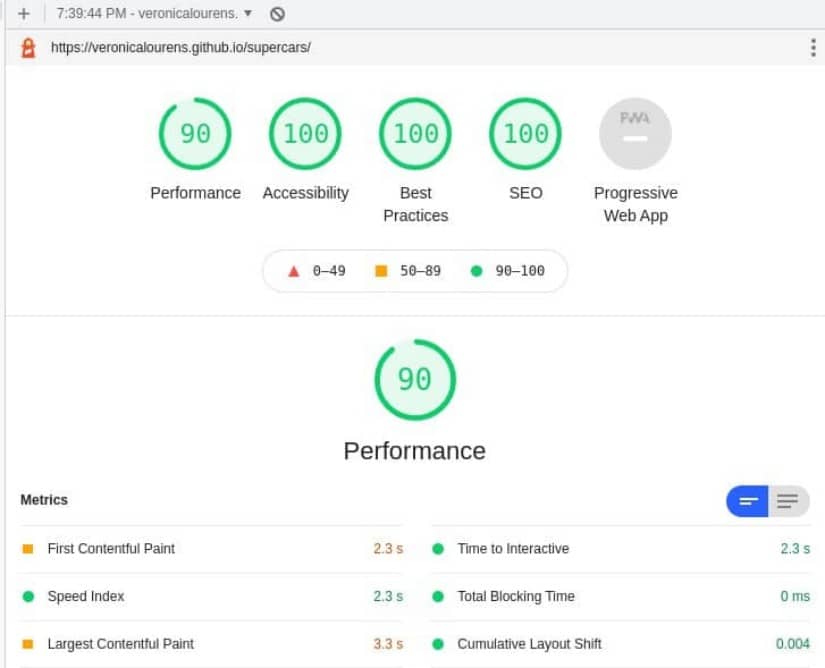 7:39:44 PM - veronicalourens.
https://veronicalourens.github.io/supercars/
90 100 100 100 PWA
Performance Accessibility Best Practices SEO Progressive Web App
0–49 50–89 90–100
90
Performance
Metrics
First Contentful Paint 2.3 s Time to Interactive 2.3 s
Speed Index 2.3 s Total Blocking Time 0 ms
Largest Contentful Paint 3.3 s Cumulative Layout Shift 0.004